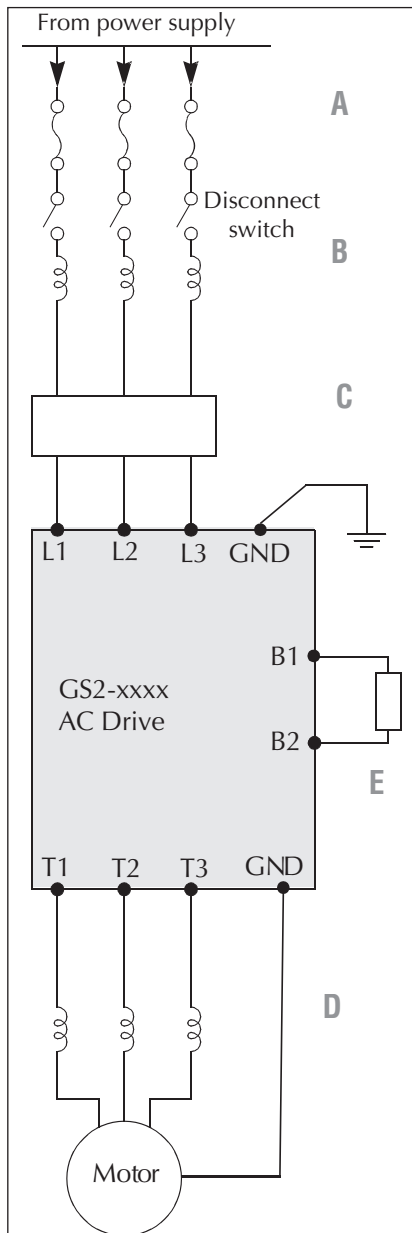 From power supply
A
Disconnect
switch
B
C
L1 L2 L3 GND
B1
GS2-xxxx
AC Drive
B2
E
T1 T2 T3 GND
D
Motor